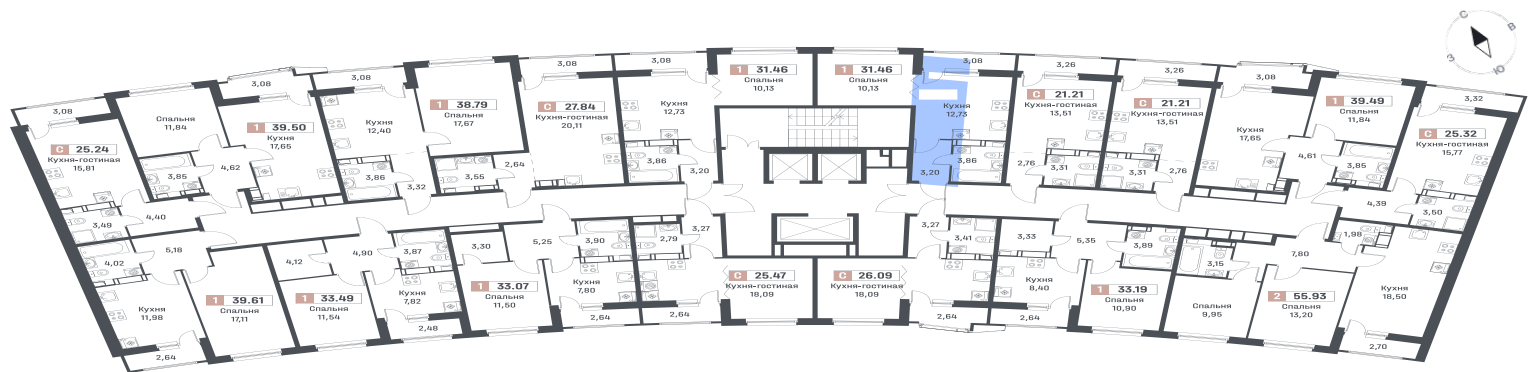 С
В
З
Ю
3,08
3,08
3,08
3,08
3,08
3,08
3,26
3,26
3,08
3,32
1 31.46
Спальня
10,13
1 31.46
Спальня
10,13
Спальня
11,84
1 39.50
Кухня
17,65
Кухня
12,40
1 38.79
Спальня
17,67
С 27.84
Кухня-гостиная
20,11
Кухня
12,73
Кухня
12,73
С 21.21
Кухня-гостиная
13,51
С 21.21
Кухня-гостиная
13,51
Кухня
17,65
1 39.49
Спальня
11,84
С 25.32
Кухня-гостиная
15,77
С 25.24
Кухня-гостиная
15,81
3,85
4,62
3,86
3,32
3,55
2,64
3,86
3,20
3,86
3,20
2,76
3,31
3,31
2,76
4,61
3,85
4,39
3,50
3,49
4,40
4,02
5,18
4,12
4,90
3,87
3,30
5,25
3,90
2,79
3,27
3,27
3,41
3,33
5,35
3,89
3,15
7,80
1,98
Кухня
11,98
1 39.61
Спальня
17,11
1 33.49
Спальня
11,54
Кухня
7,82
1 33.07
Спальня
11,50
Кухня
7,80
С 25.47
Кухня-гостиная
18,09
С 26.09
Кухня-гостиная
18,09
Кухня
8,40
1 33.19
Спальня
10,90
Спальня
9,95
2 55.93
Спальня
13,20
Кухня
18,50
2,64
2,48
2,64
2,64
2,64
2,64
2,70